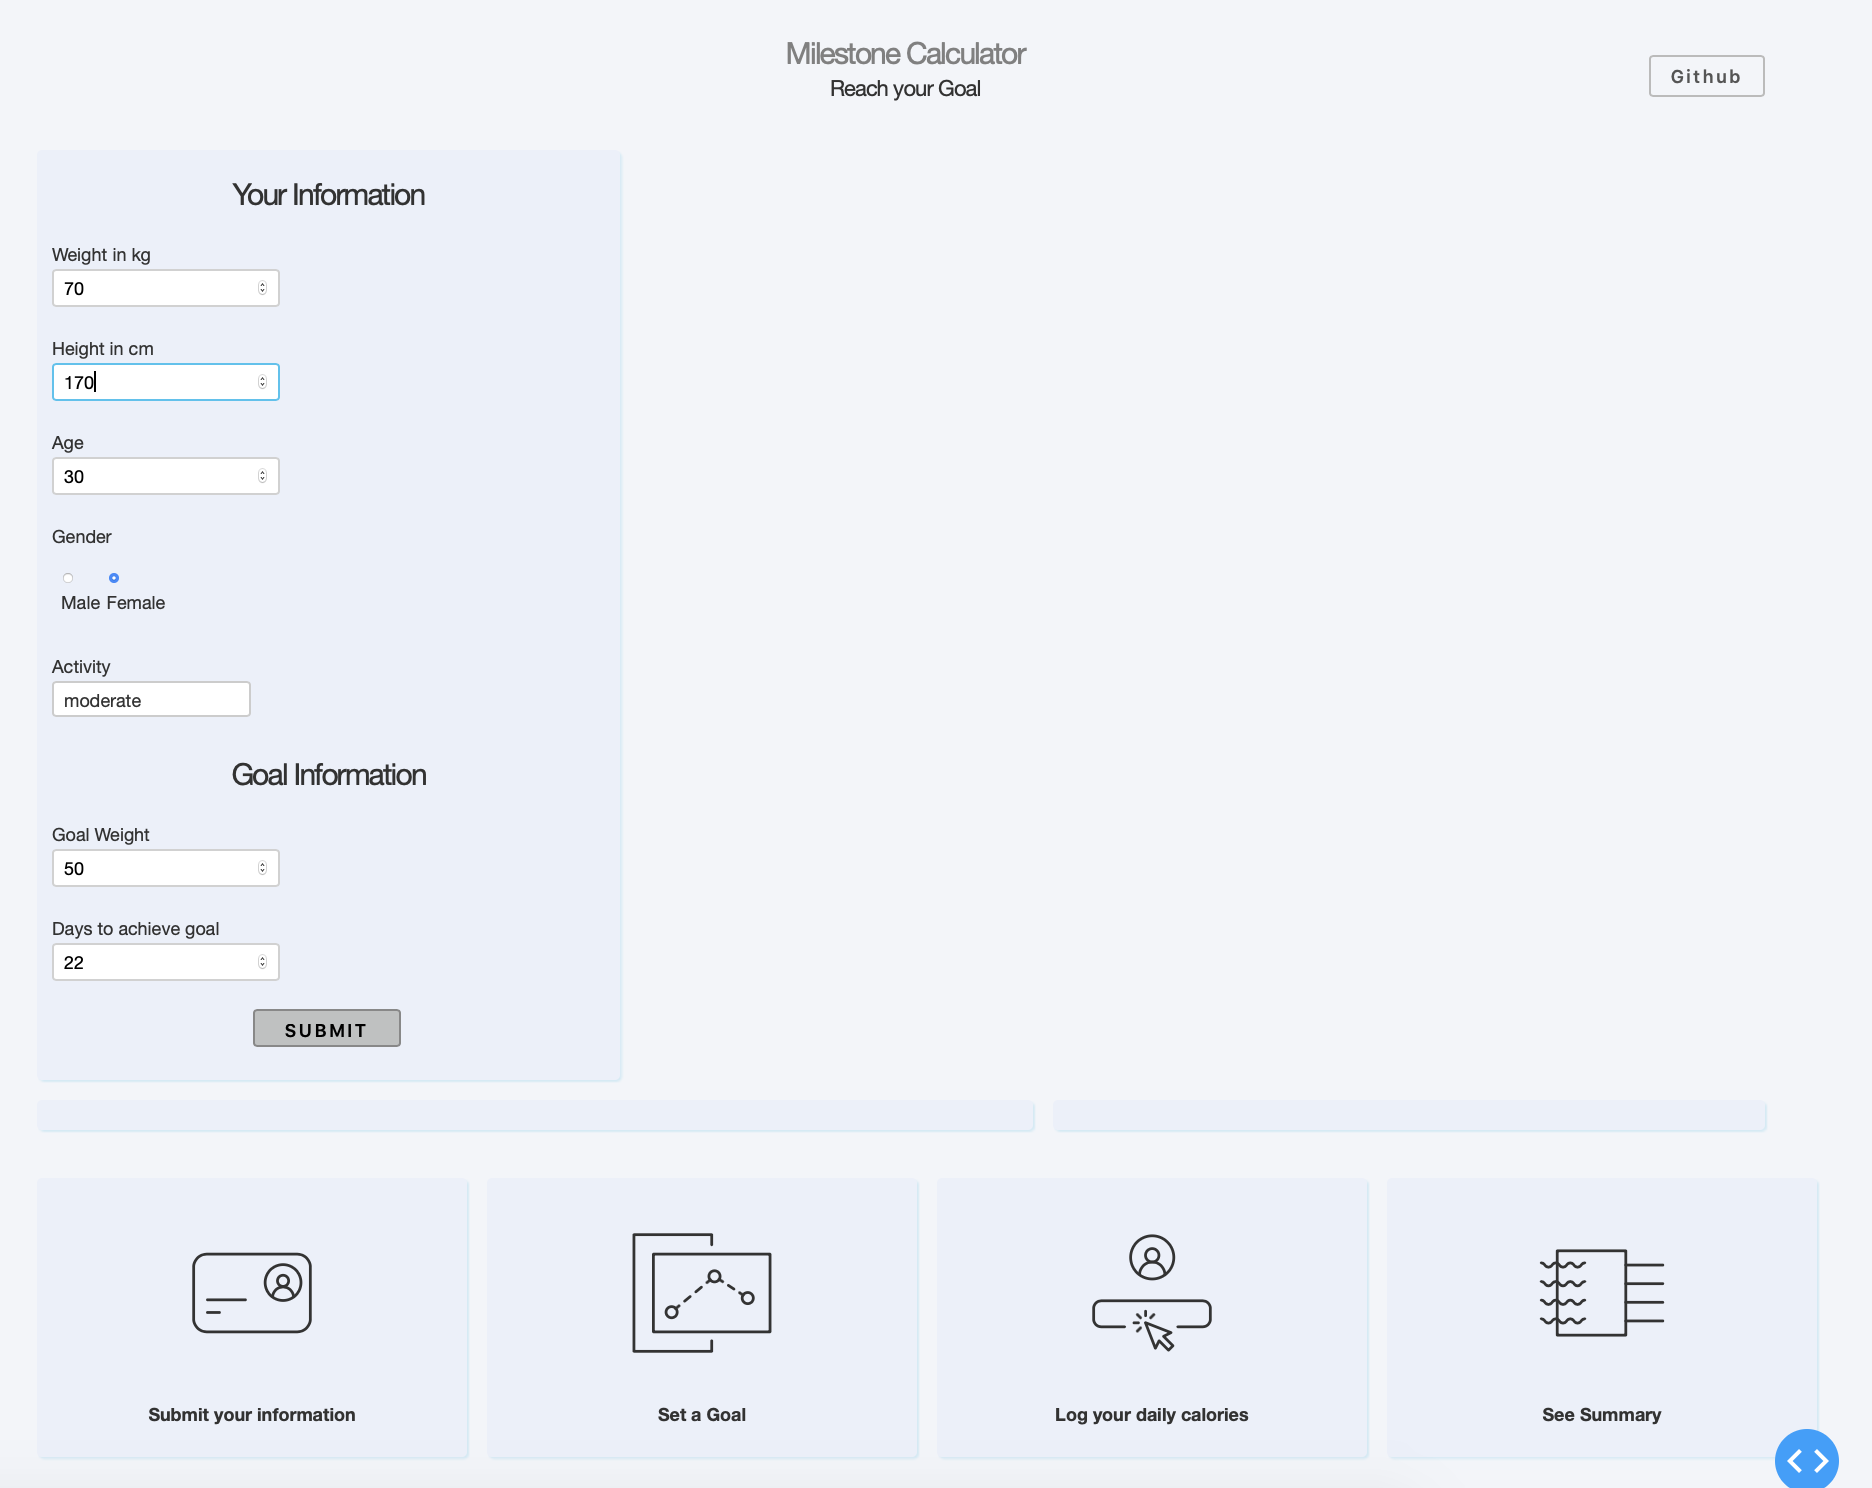 Milestone Calculator
Reach your Goal
Github
Your Information
Weight in kg
70
Height in cm
170
Age
30
Gender
Male Female
Activity
moderate
Goal Information
Goal Weight
50
Days to achieve goal
22
SUBMIT
Submit your information
Set a Goal
Log your daily calories
See Summary